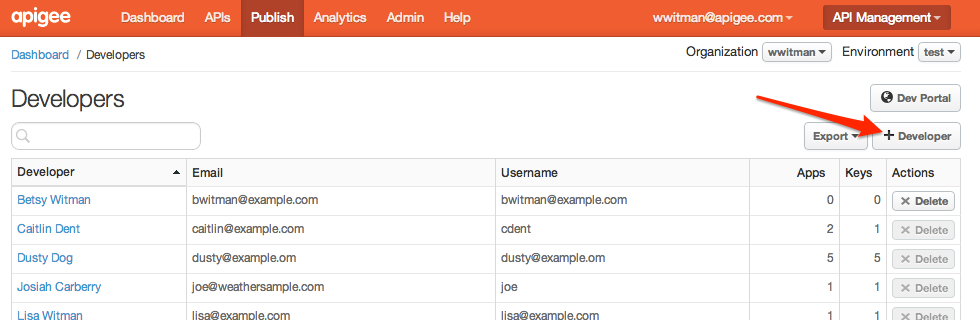 apigee Dashboard APIs Publish Analytics Admin Help wwitman@apigee.com API Management
Dashboard / Developers Organization wwitman Environment test
Developers Dev Portal
Export + Developer
Developer Email Username Apps Keys Actions
Betsy Witman bwitman@example.com bwitman@example.com 0 0 × Delete
Caitlin Dent caitlin@example.com cdent 2 1 × Delete
Dusty Dog dusty@example.om dusty@example.om 5 5 × Delete
Josiah Carberry joe@weathersample.com joe 1 1 × Delete
Lisa Witman lisa@example.com lisa@example.com 1 1 × Delete